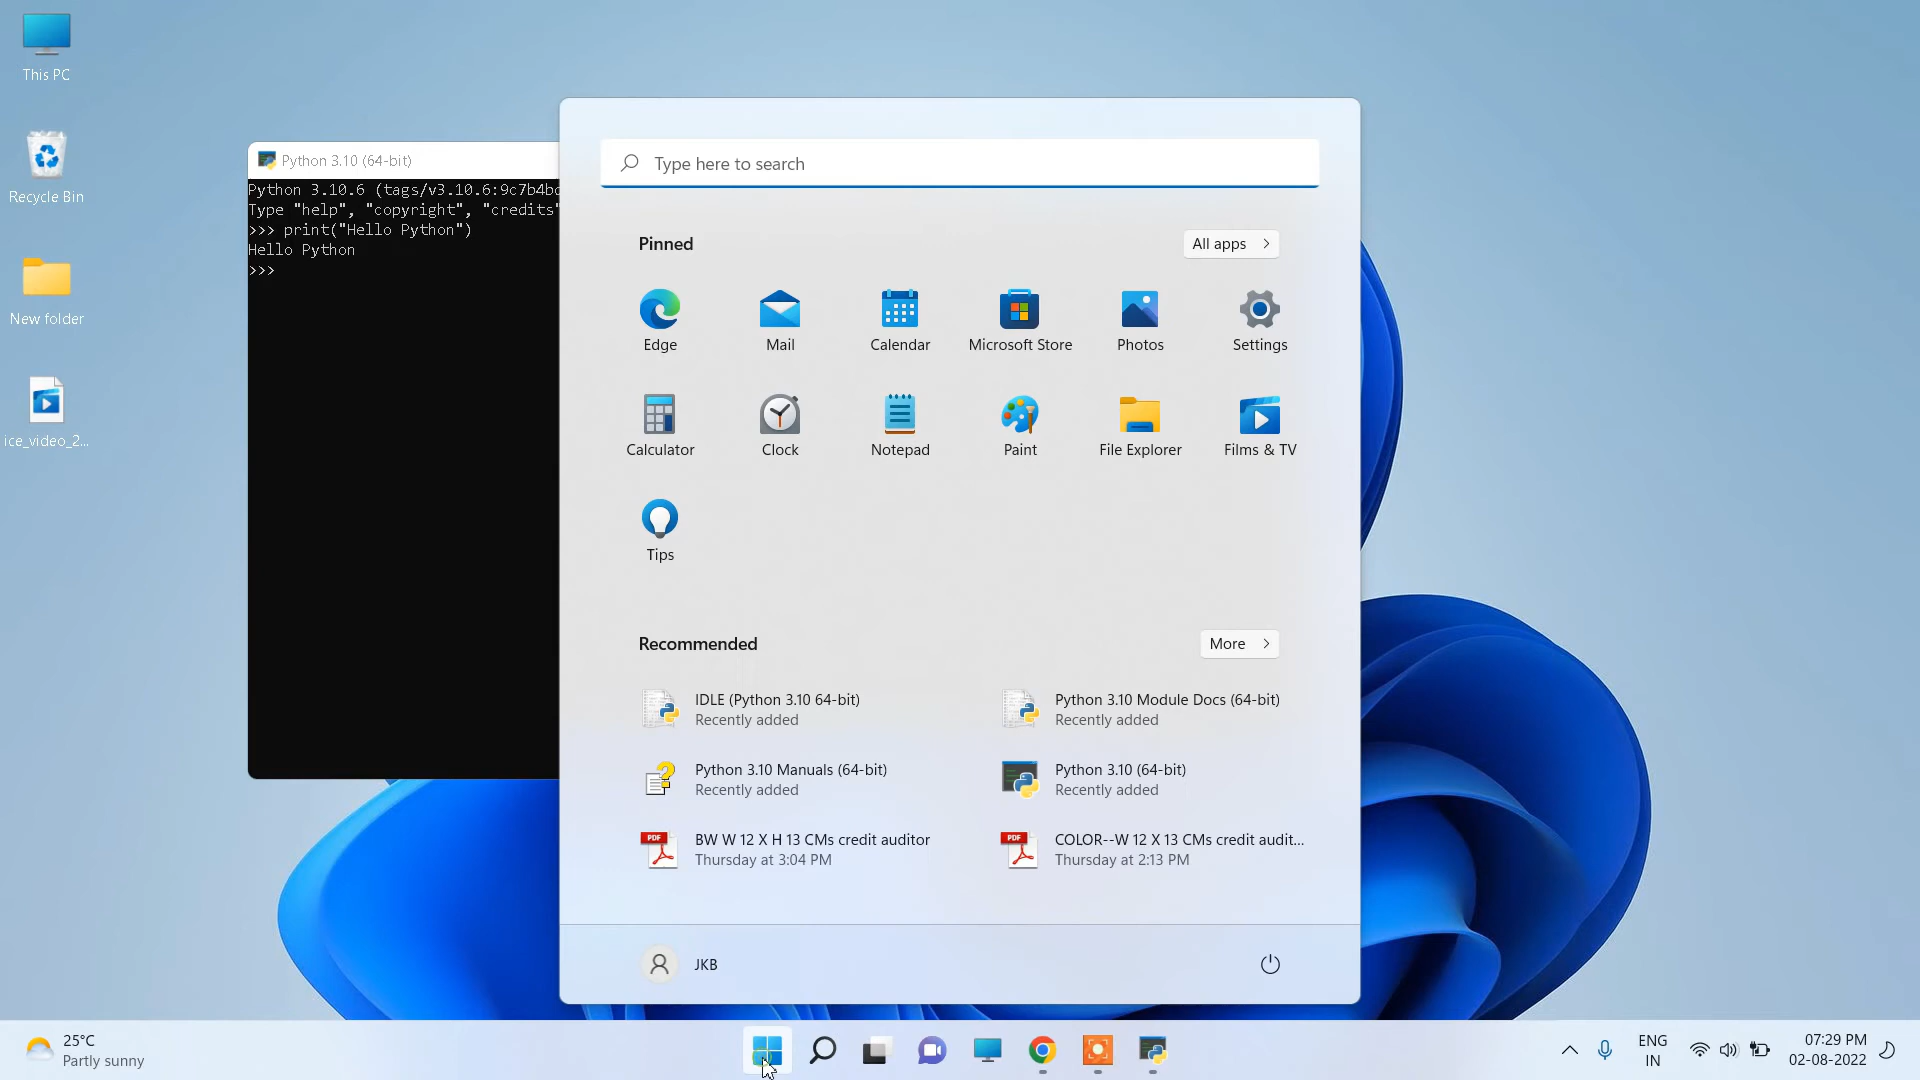 This PC
Recycle Bin
New folder
ice_video_2...
Python 3.10 (64-bit)
Python 3.10.6 (tags/v3.10.6:9c7b4bd
Type "help", "copyright", "credits"
>>> print("Hello Python")
Hello Python
>>>
Type here to search
Pinned
All apps
Edge
Mail
Calendar
Microsoft Store
Photos
Settings
Calculator
Clock
Notepad
Paint
File Explorer
Films & TV
Tips
Recommended
More
IDLE (Python 3.10 64-bit)
Recently added
Python 3.10 Module Docs (64-bit)
Recently added
Python 3.10 Manuals (64-bit)
Recently added
Python 3.10 (64-bit)
Recently added
PDF
BW W 12 X H 13 CMs credit auditor
Thursday at 3:04 PM
PDF
COLOR--W 12 X 13 CMs credit audit...
Thursday at 2:13 PM
JKB
25°C
Partly sunny
ENG
IN
07:29 PM
02-08-2022